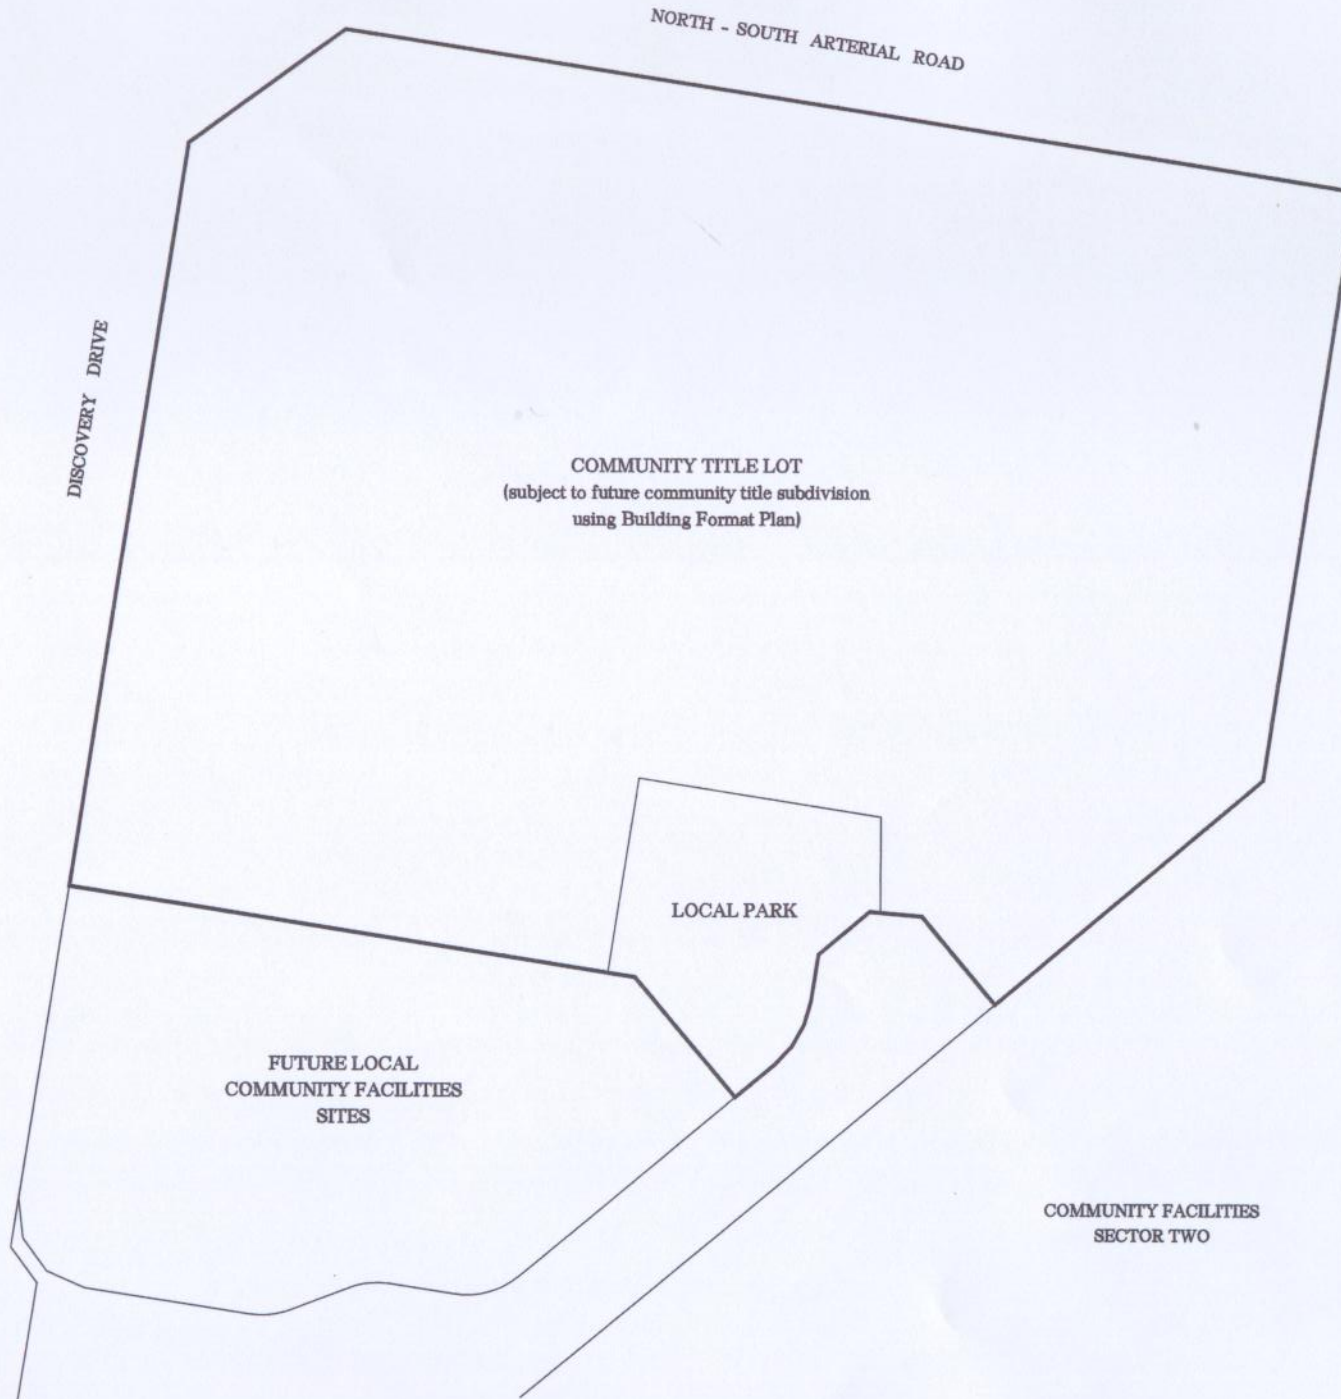 NORTH - SOUTH ARTERIAL ROAD
DISCOVERY DRIVE
COMMUNITY TITLE LOT
(subject to future community title subdivision
using Building Format Plan)
LOCAL PARK
FUTURE LOCAL
COMMUNITY FACILITIES
SITES
COMMUNITY FACILITIES
SECTOR TWO